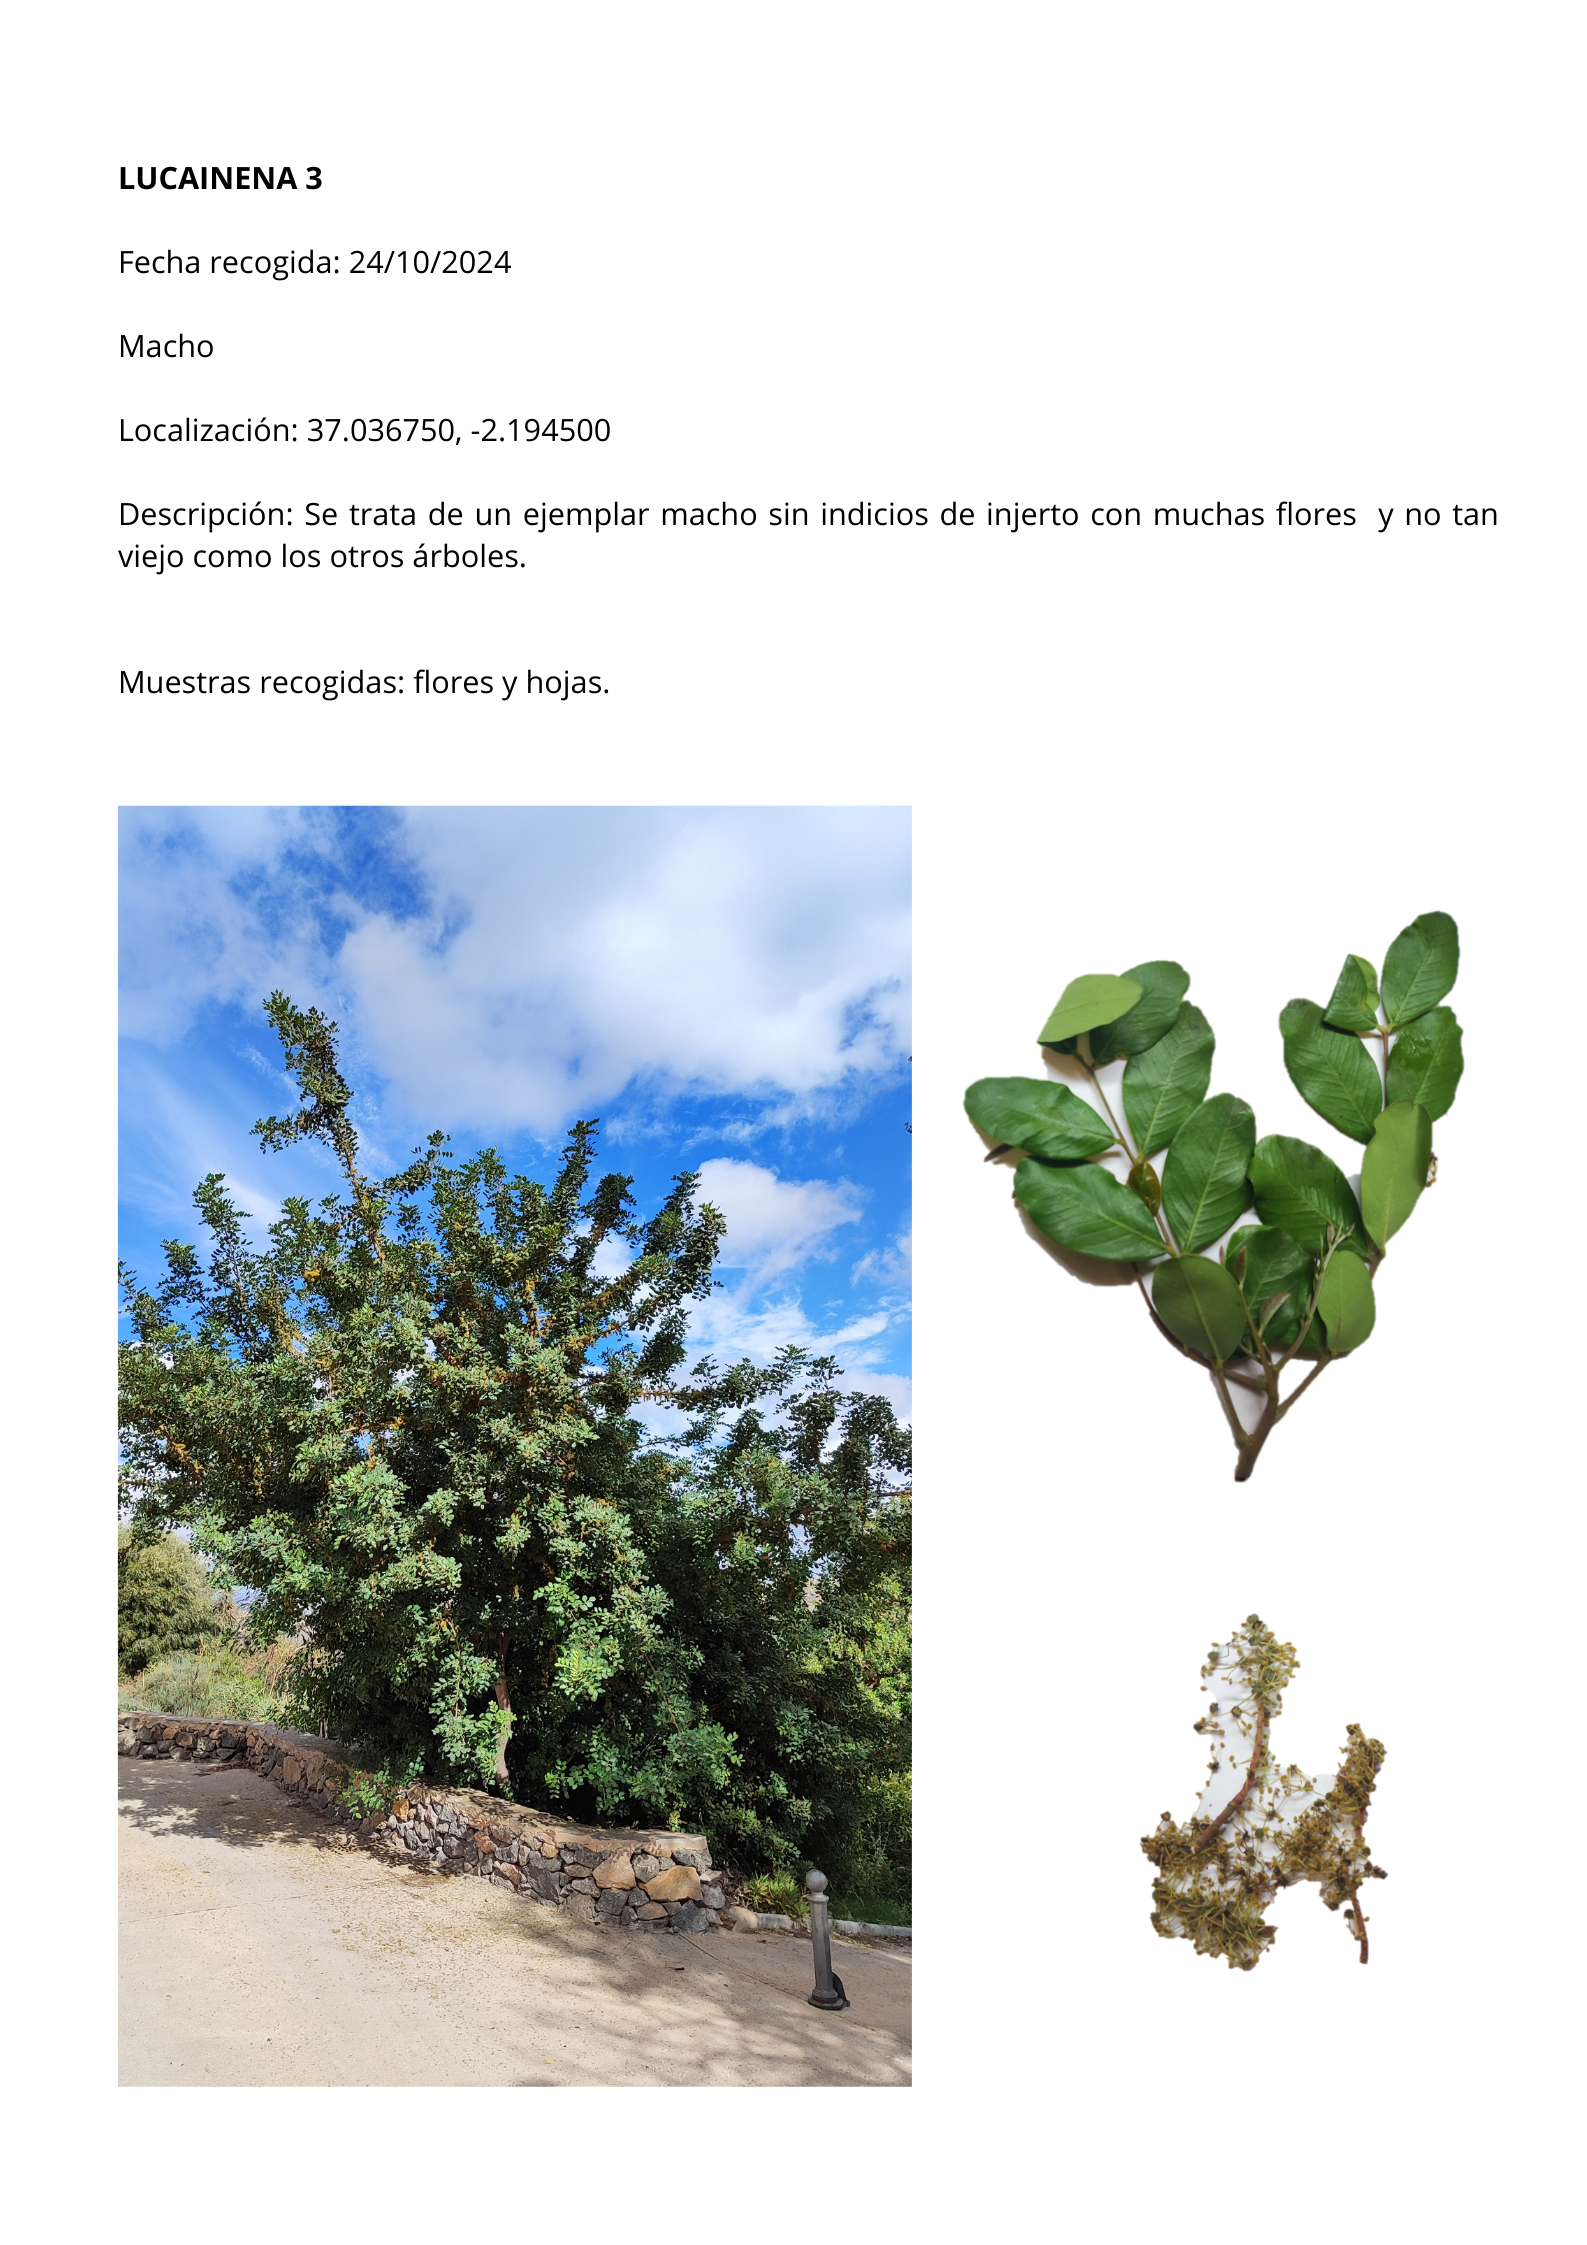 LUCAINENA 3
Fecha recogida: 24/10/2024
Macho
Localización: 37.036750, -2.194500
Descripción: Se trata de un ejemplar macho sin indicios de injerto con muchas flores  y no tan
viejo como los otros árboles.
Muestras recogidas: flores y hojas.